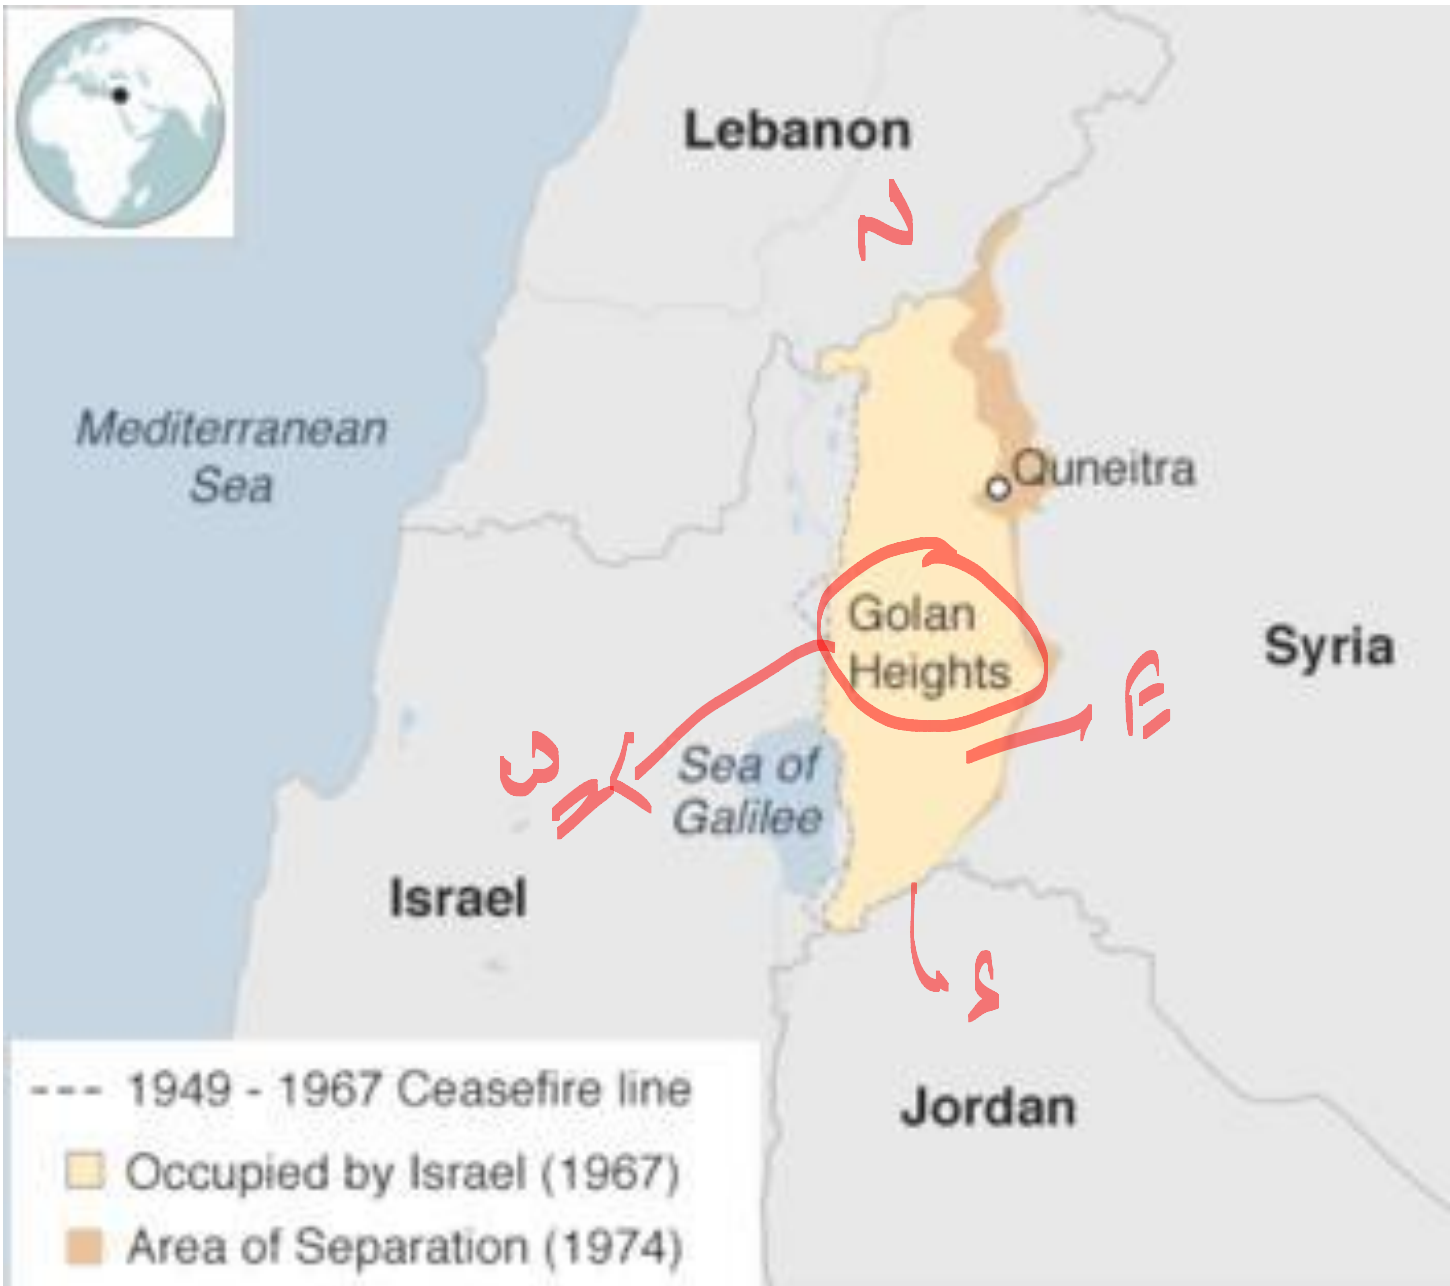 Lebanon
N
Mediterranean
Sea
Quneitra
Golan
Heights
Syria
E
W
Sea of
Galilee
Israel
S
Jordan
1949 - 1967 Ceasefire line
Occupied by Israel (1967)
Area of Separation (1974)